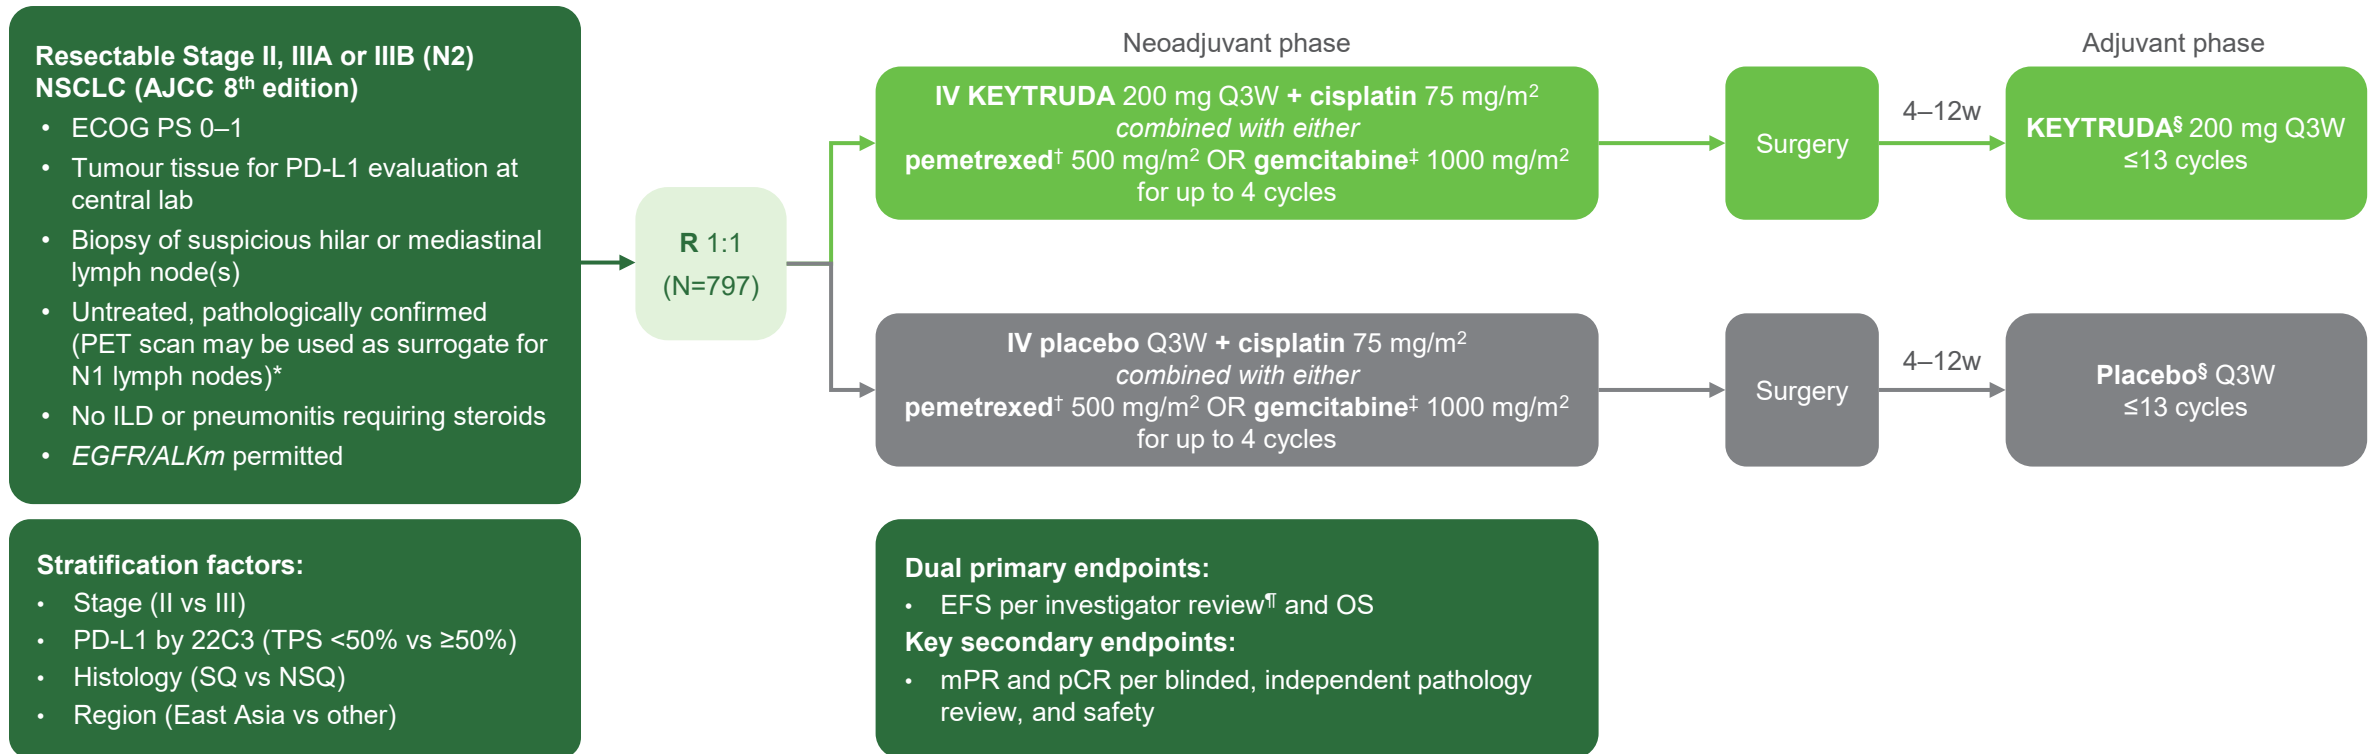 Resectable Stage II, IIIA or IIIB (N2)
NSCLC (AJCC 8th edition)
• ECOG PS 0–1
• Tumour tissue for PD-L1 evaluation at
central lab
• Biopsy of suspicious hilar or mediastinal
lymph node(s)
• Untreated, pathologically confirmed
(PET scan may be used as surrogate for
N1 lymph nodes)*
• No ILD or pneumonitis requiring steroids
• EGFR/ALKm permitted
R 1:1
(N=797)
Neoadjuvant phase
IV KEYTRUDA 200 mg Q3W + cisplatin 75 mg/m²
combined with either
pemetrexed† 500 mg/m² OR gemcitabine‡ 1000 mg/m²
for up to 4 cycles
Surgery
4–12w
Adjuvant phase
KEYTRUDA§ 200 mg Q3W
≤13 cycles
IV placebo Q3W + cisplatin 75 mg/m²
combined with either
pemetrexed† 500 mg/m² OR gemcitabine‡ 1000 mg/m²
for up to 4 cycles
Surgery
4–12w
Placebo§ Q3W
≤13 cycles
Stratification factors:
• Stage (II vs III)
• PD-L1 by 22C3 (TPS <50% vs ≥50%)
• Histology (SQ vs NSQ)
• Region (East Asia vs other)
Dual primary endpoints:
• EFS per investigator review¶ and OS
Key secondary endpoints:
• mPR and pCR per blinded, independent pathology
review, and safety